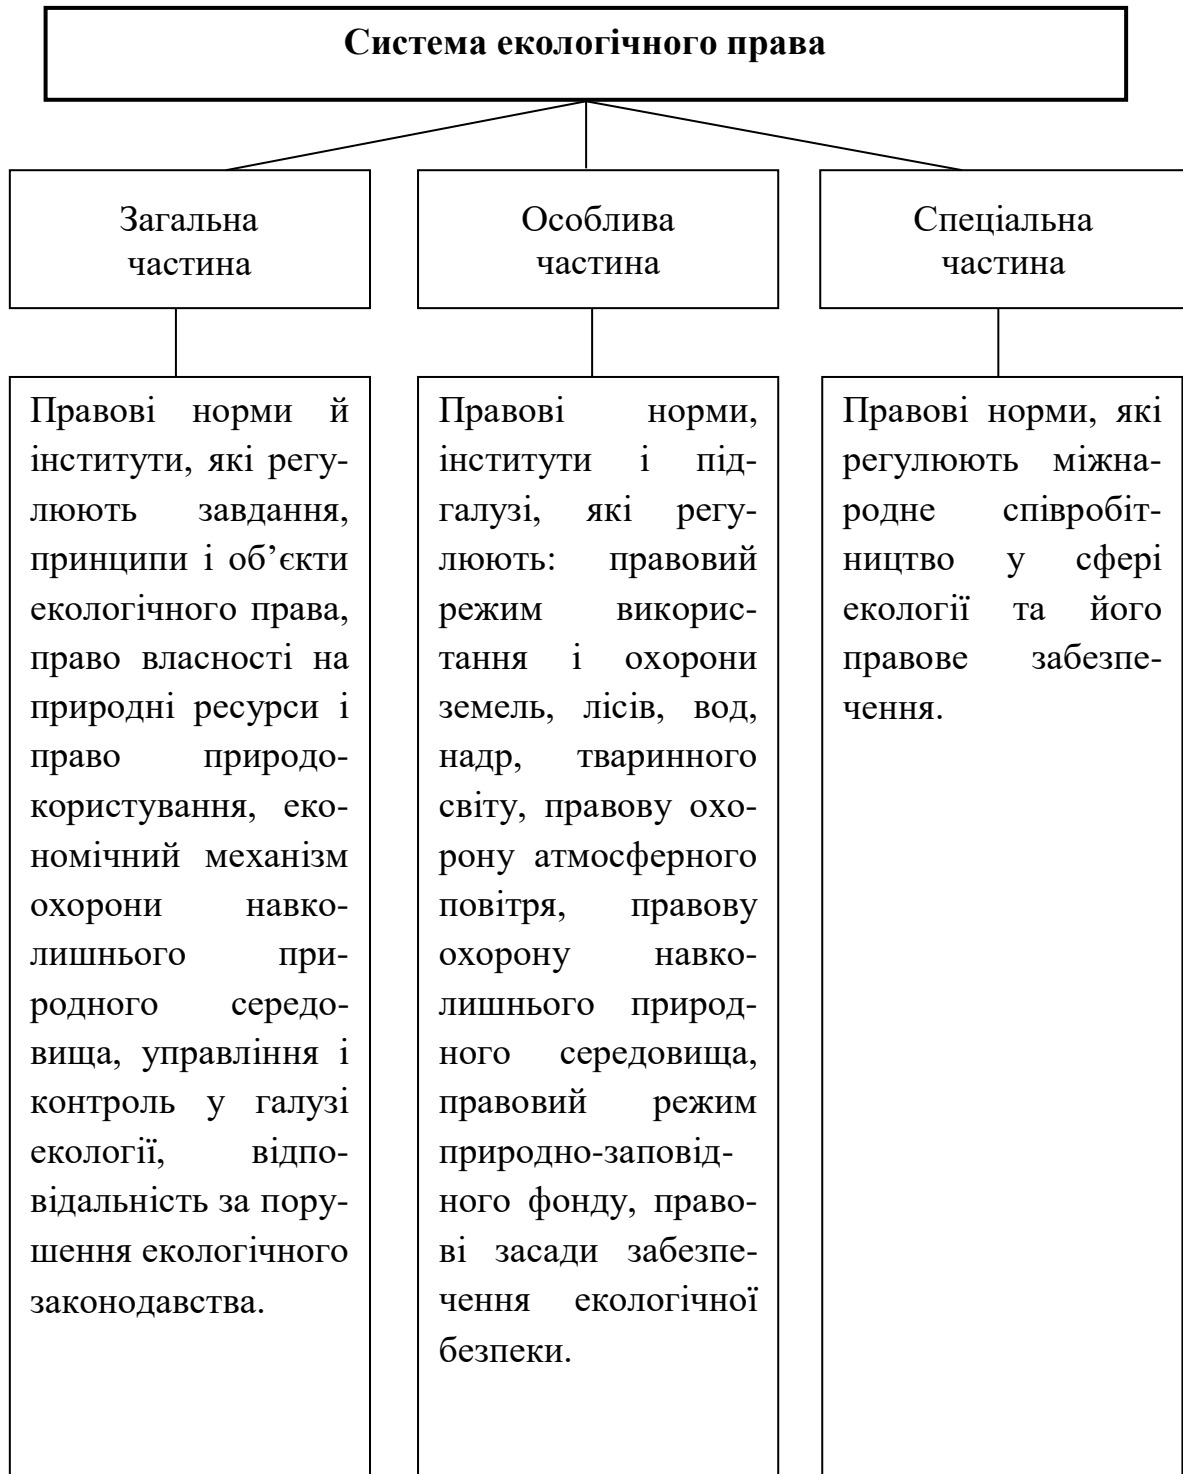 Система екологічного права
Загальна
частина
Особлива
частина
Спеціальна
частина
Правові норми й
інститути, які регу-
люють завдання,
принципи і об’єкти
екологічного права,
право власності на
природні ресурси і
право природо-
користування, еко-
номічний механізм
охорони навко-
лишнього при-
родного середо-
вища, управління і
контроль у галузі
екології, відпо-
відальність за пору-
шення екологічного
законодавства.
Правові норми,
інститути і під-
галузі, які регу-
люють: правовий
режим викорис-
тання і охорони
земель, лісів, вод,
надр, тваринного
світу, правову охо-
рону атмосферного
повітря, правову
охорону навко-
лишнього природ-
ного середовища,
правовий режим
природно-заповід-
ного фонду, право-
ві засади забезпе-
чення екологічної
безпеки.
Правові норми, які
регулюють міжна-
родне співробіт-
ництво у сфері
екології та його
правове забезпе-
чення.